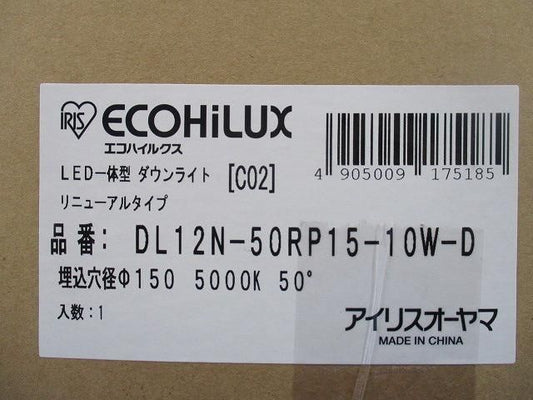 IRIS ECOHiLUX
エコハイルクス
LED一体型 ダウンライト [C02]
リニューアルタイプ
4 905009 175185
品番: DL12N-50RP15-10W-D
埋込穴径Φ150 5000K 50°
入数:1
アイリスオーヤマ
MADE IN CHINA